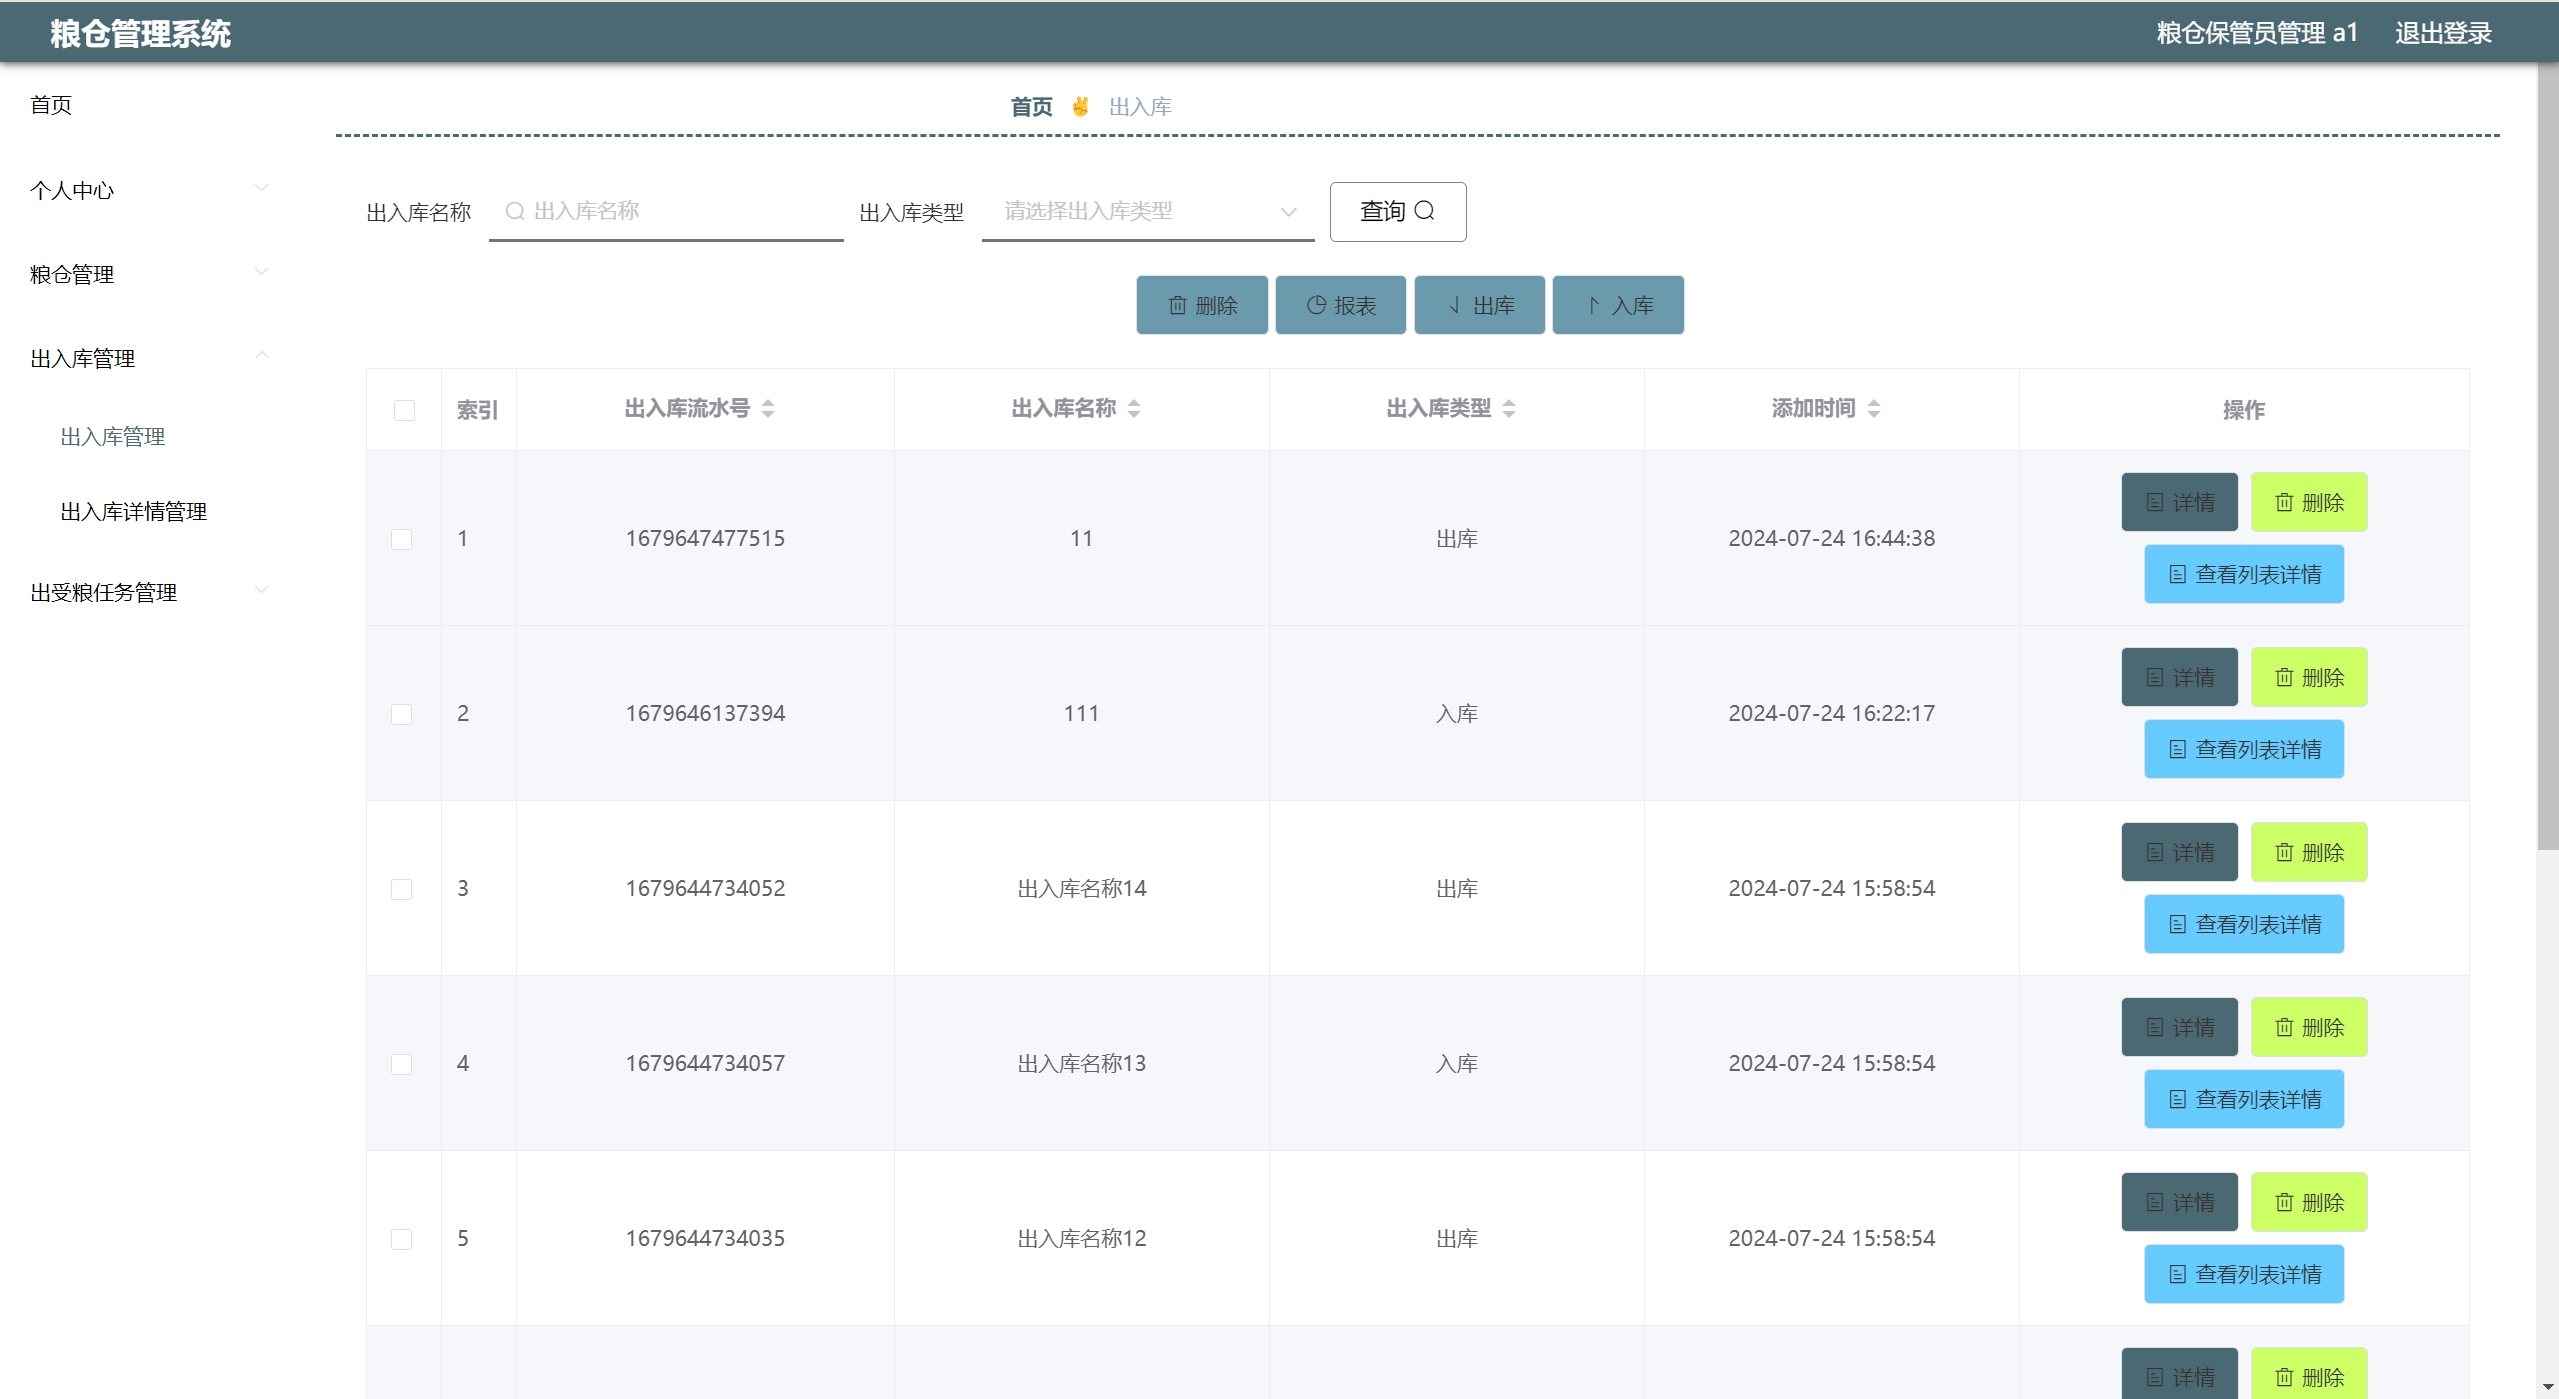 粮仓管理系统 粮仓保管员管理 a1 退出登录
首页
个人中心
粮仓管理
出入库管理
出入库管理
出入库详情管理
出受粮任务管理
首页 ✌ 出入库
出入库名称 出入库名称 出入库类型 请选择出入库类型 查询
删除 报表 出库 入库
索引 出入库流水号 出入库名称 出入库类型 添加时间 操作
1 1679647477515 11 出库 2024-07-24 16:44:38 详情 删除
查看列表详情
2 1679646137394 111 入库 2024-07-24 16:22:17 详情 删除
查看列表详情
3 1679644734052 出入库名称14 出库 2024-07-24 15:58:54 详情 删除
查看列表详情
4 1679644734057 出入库名称13 入库 2024-07-24 15:58:54 详情 删除
查看列表详情
5 1679644734035 出入库名称12 出库 2024-07-24 15:58:54 详情 删除
查看列表详情
详情 删除